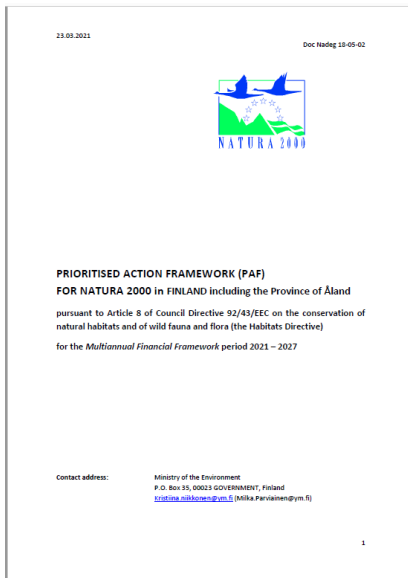 23.03.2021
Doc Nadeg 18-05-02
NATURA 2000
PRIORITISED ACTION FRAMEWORK (PAF)
FOR NATURA 2000 in FINLAND including the Province of Åland
pursuant to Article 8 of Council Directive 92/43/EEC on the conservation of
natural habitats and of wild fauna and flora (the Habitats Directive)
for the Multiannual Financial Framework period 2021 – 2027
Contact address: Ministry of the Environment
P.O. Box 35, 00023 GOVERNMENT, Finland
Kristiina.niikkonen@ym.fi (Milka.Parviainen@ym.fi)
1